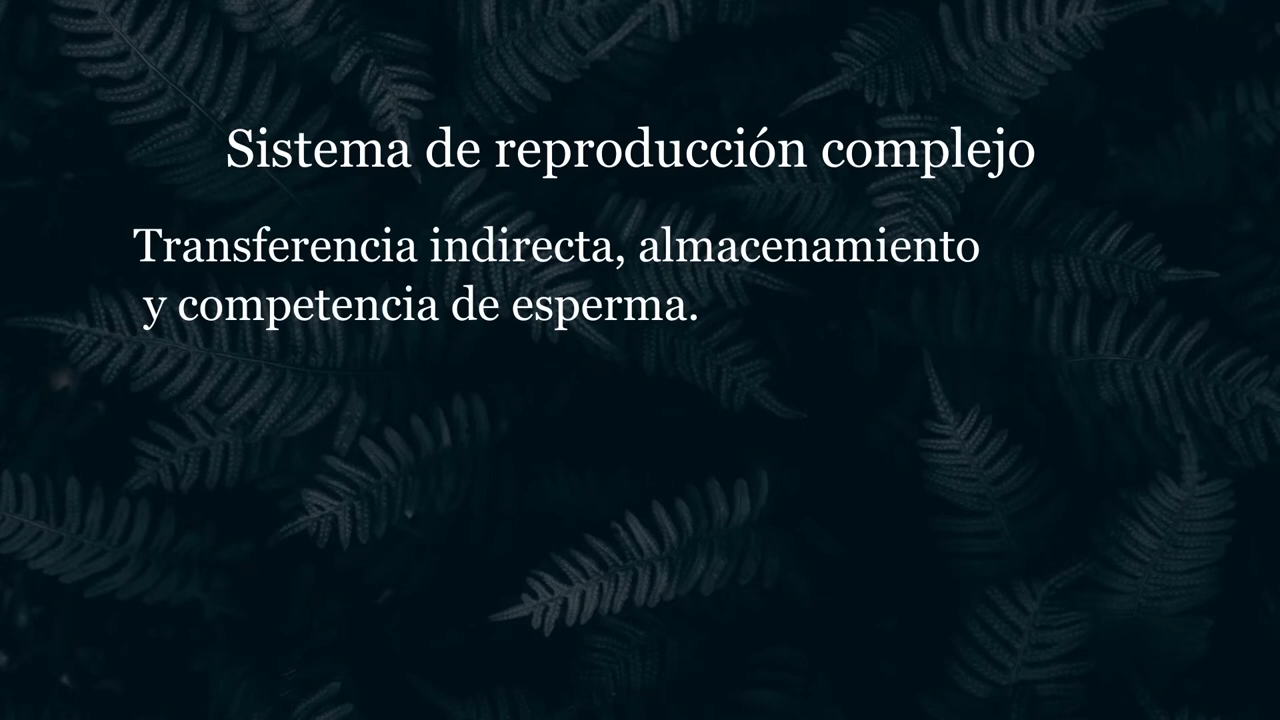 Sistema de reproducción complejo
Transferencia indirecta, almacenamiento
y competencia de esperma.